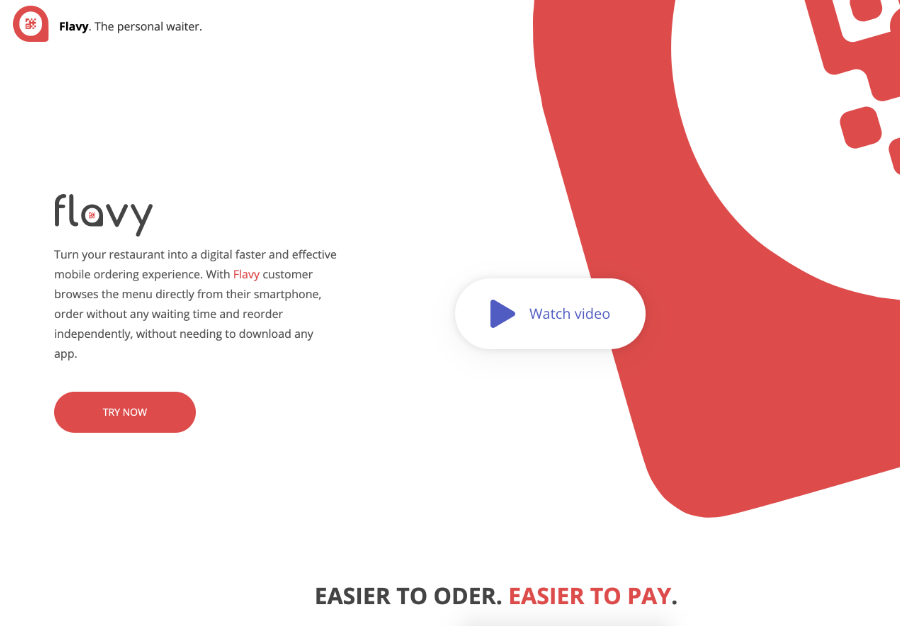 Flavy. The personal waiter.
flavy
Turn your restaurant into a digital faster and effective
mobile ordering experience. With Flavy customer
browses the menu directly from their smartphone,
order without any waiting time and reorder
independently, without needing to download any
app.
Watch video
TRY NOW
EASIER TO ODER. EASIER TO PAY.